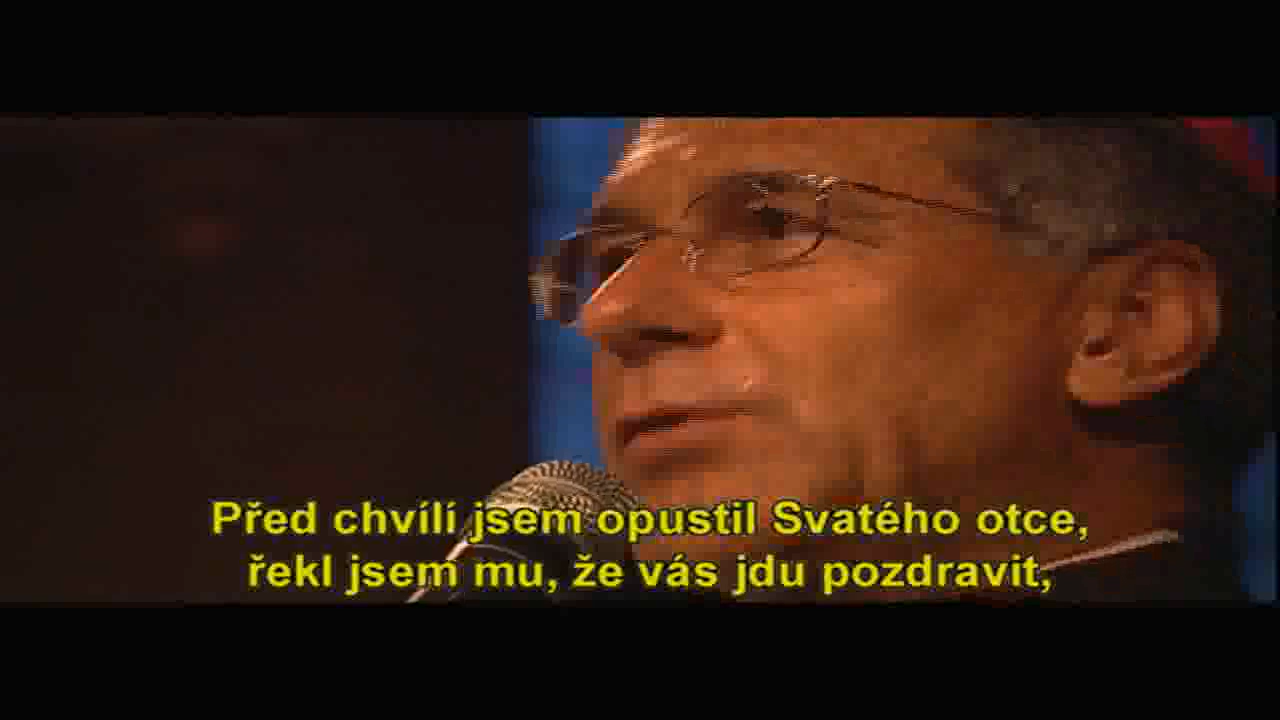 Před chvílí jsem opustil Svatého otce,
řekl jsem mu, že vás jdu pozdravit,